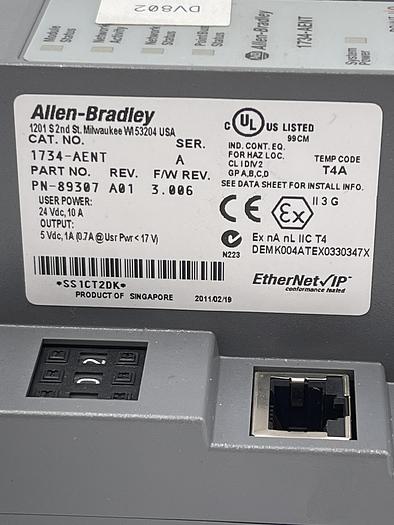 DV802
Module
Status
Network
Activity
Network
Status
Point Bus
Status
Allen-Bradley
1734-AENT
System
Power
Allen-Bradley
1201 S 2nd St. Milwaukee WI 53204 USA
CAT. NO. SER.
1734-AENT A
PART NO. REV. F/W REV.
PN-89307 A01 3.006
USER POWER:
24 Vdc, 10 A
OUTPUT:
5 Vdc, 1A (0.7A @ Usr Pwr < 17 V)
*SS1CT2DK*
PRODUCT OF SINGAPORE 2011/02/19
C UL US LISTED
99CM
IND. CONT. EQ.
FOR HAZ LOC.
CL I DIV 2
GP A,B,C,D
TEMP CODE
T4A
SEE DATA SHEET FOR INSTALL INFO.
CE Ex II 3 G
N223
Ex nA nL IIC T4
DEMKO04ATEX0330347X
EtherNet/IP
conformance tested
2
0